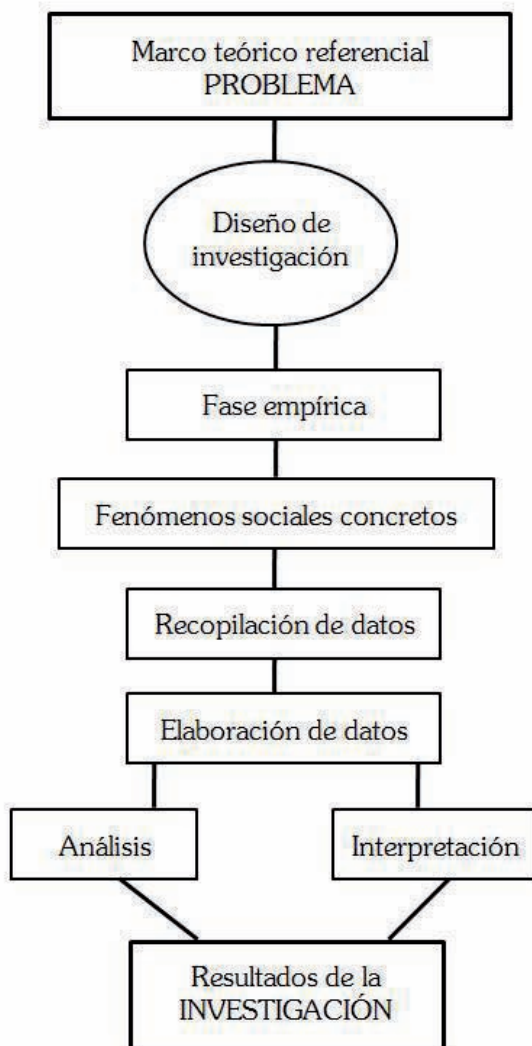 Marco teórico referencial
PROBLEMA
Diseño de
investigación
Fase empírica
Fenómenos sociales concretos
Recopilación de datos
Elaboración de datos
Análisis
Interpretación
Resultados de la
INVESTIGACIÓN